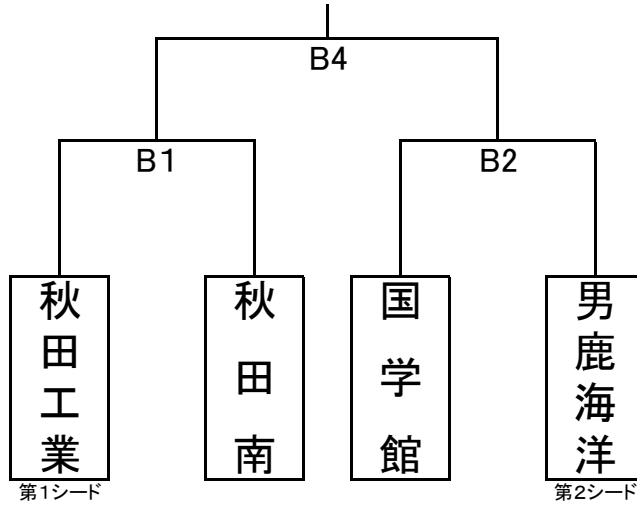 B4
B1
B2
秋田工業
秋田南
国学館
男鹿海洋
第1シード
第2シード